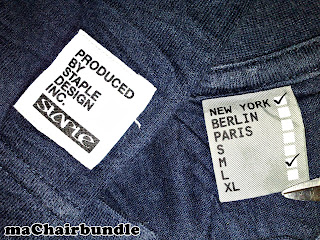 PRODUCED
BY
STAPLE
DESIGN
INC.
Staple
NEW YORK
BERLIN
PARIS
S
M
L
XL
maChairbundle